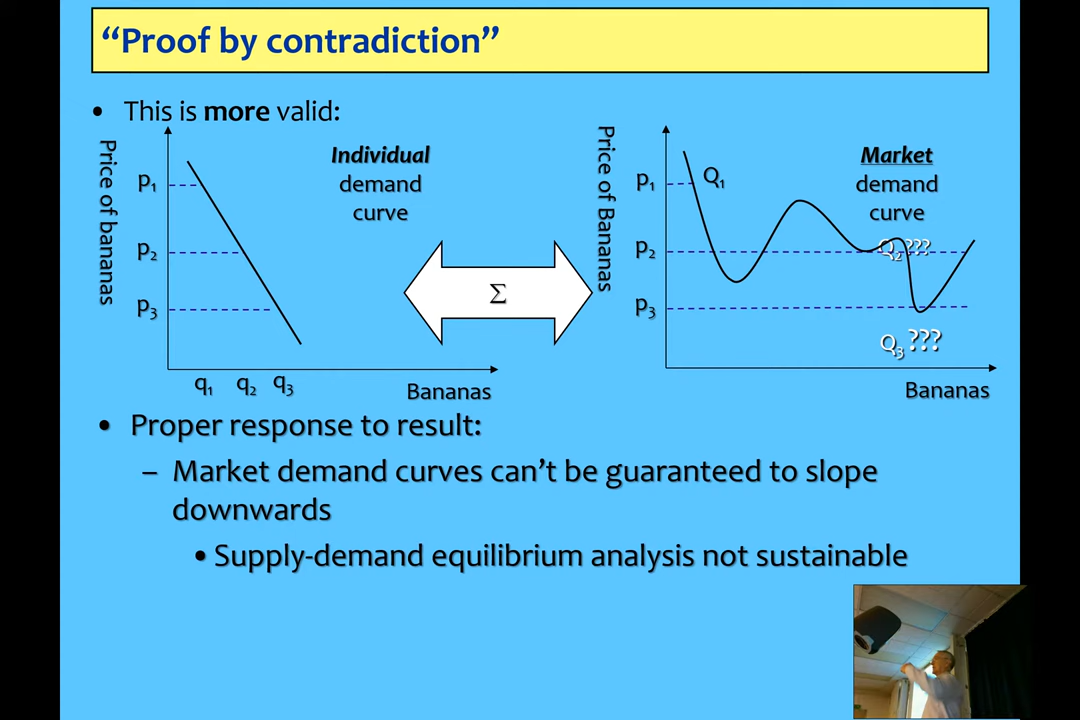 “Proof by contradiction”
• This is more valid:
Price of bananas
p₁
p₂
p₃
Individual
demand
curve
q₁ q₂ q₃
Bananas
Σ
Price of Bananas
p₁
p₂
p₃
Q₁
Market
demand
curve
Q₂ ???
Q₃ ???
Bananas
• Proper response to result:
– Market demand curves can’t be guaranteed to slope
downwards
• Supply-demand equilibrium analysis not sustainable